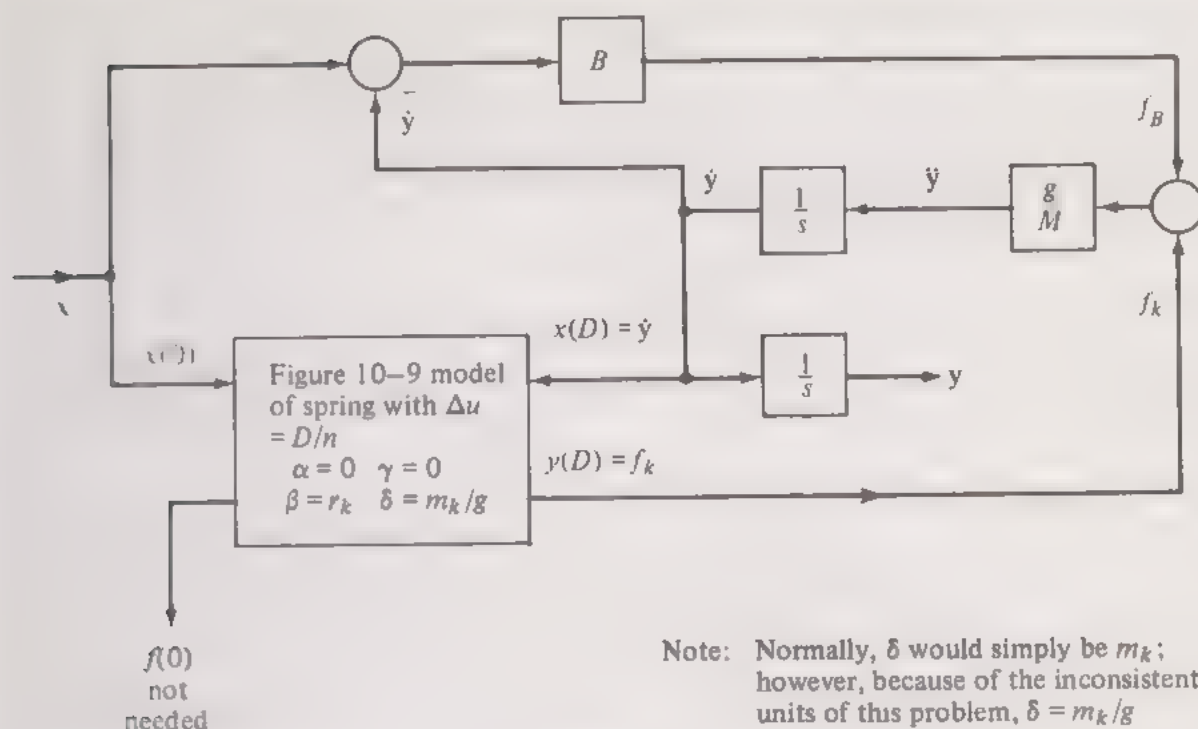 B
−
ẏ
f_B
ẏ
1/s
ÿ
g
M
f_k
x(D) = ẏ
Figure 10–9 model
of spring with Δu
= D/n
α = 0 γ = 0
β = r_k δ = m_k/g
1/s
y
y(D) = f_k
f(0)
not
needed
Note: Normally, δ would simply be m_k;
however, because of the inconsistent
units of this problem, δ = m_k/g